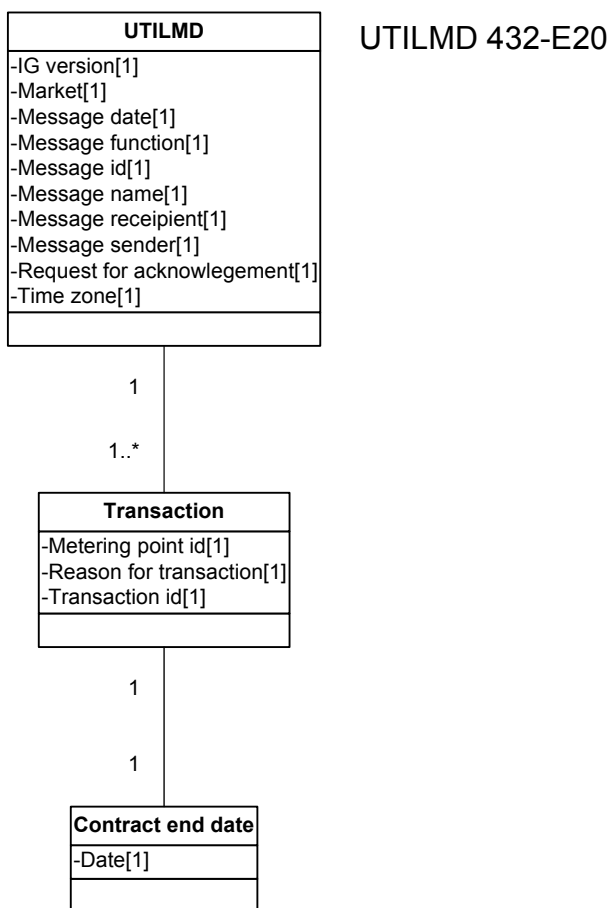 UTILMD
UTILMD 432-E20
-IG version[1]
-Market[1]
-Message date[1]
-Message function[1]
-Message id[1]
-Message name[1]
-Message receipient[1]
-Message sender[1]
-Request for acknowlegement[1]
-Time zone[1]
1
1..*
Transaction
-Metering point id[1]
-Reason for transaction[1]
-Transaction id[1]
1
1
Contract end date
-Date[1]